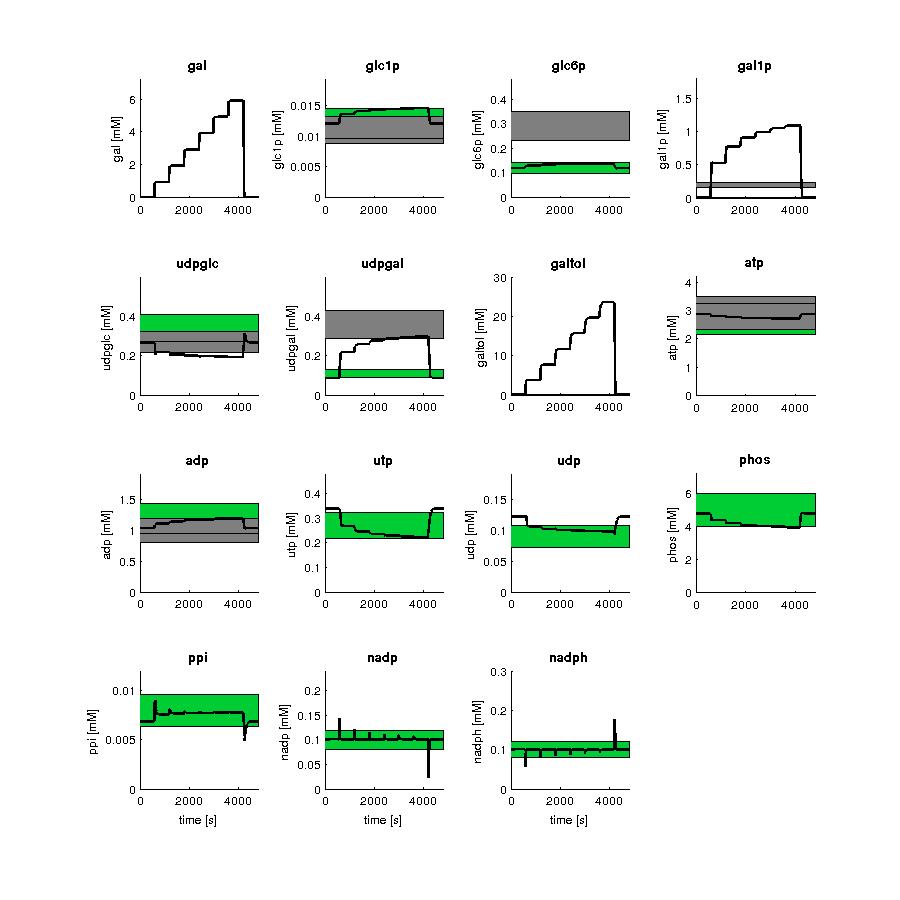 gal
gal [mM]
6
4
2
0
0 2000 4000
glc1p
glc1p [mM]
0.015
0.01
0.005
0
0 2000 4000
glc6p
glc6p [mM]
0.4
0.3
0.2
0.1
0
0 2000 4000
gal1p
gal1p [mM]
1.5
1
0.5
0
0 2000 4000
udpglc
udpglc [mM]
0.4
0.2
0
0 2000 4000
udpgal
udpgal [mM]
0.4
0.2
0
0 2000 4000
galtol
galtol [mM]
30
20
10
0
0 2000 4000
atp
atp [mM]
4
3
2
1
0
0 2000 4000
adp
adp [mM]
1.5
1
0.5
0
0 2000 4000
utp
utp [mM]
0.4
0.3
0.2
0.1
0
0 2000 4000
udp
udp [mM]
0.15
0.1
0.05
0
0 2000 4000
phos
phos [mM]
6
4
2
0
0 2000 4000
ppi
ppi [mM]
0.01
0.005
0
0 2000 4000
time [s]
nadp
nadp [mM]
0.2
0.15
0.1
0.05
0
0 2000 4000
time [s]
nadph
nadph [mM]
0.3
0.2
0.1
0
0 2000 4000
time [s]